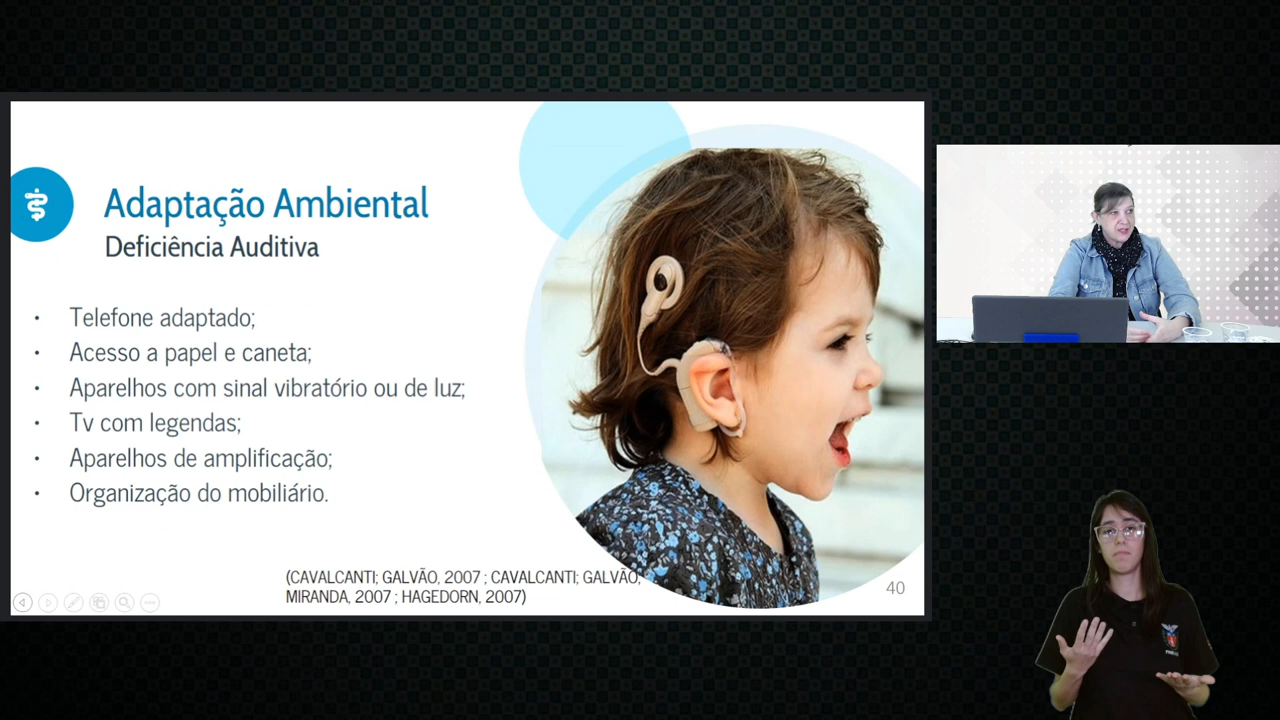 Adaptação Ambiental
Deficiência Auditiva
• Telefone adaptado;
• Acesso a papel e caneta;
• Aparelhos com sinal vibratório ou de luz;
• Tv com legendas;
• Aparelhos de amplificação;
• Organização do mobiliário.
(CAVALCANTI; GALVÃO, 2007 ; CAVALCANTI; GALVÃO;
MIRANDA, 2007 ; HAGEDORN, 2007)
40